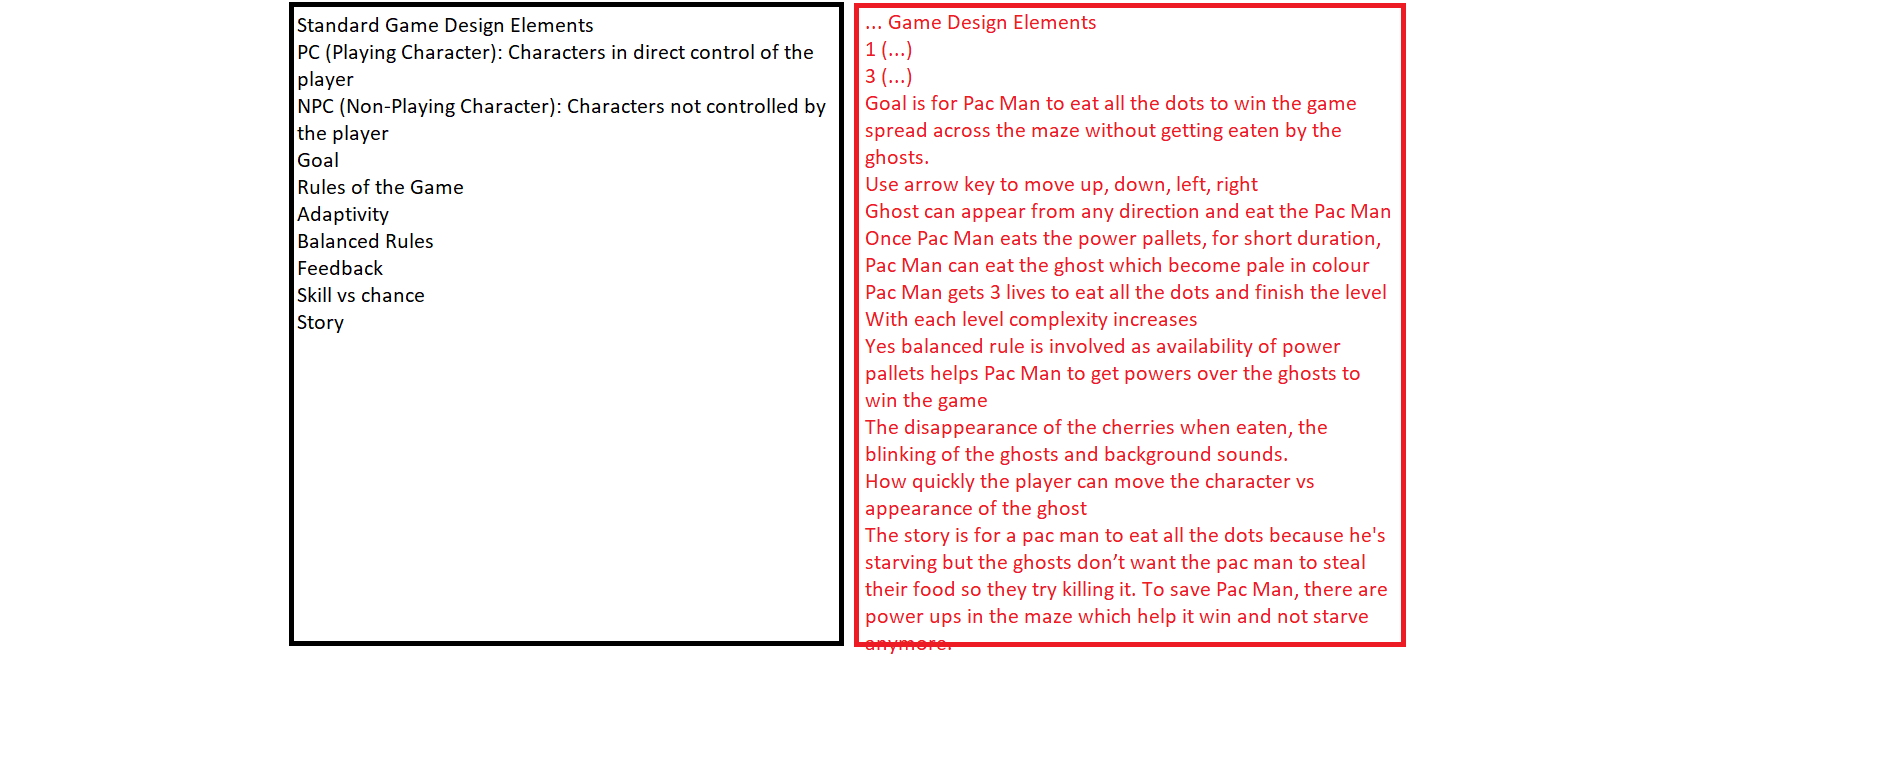 Standard Game Design Elements
PC (Playing Character): Characters in direct control of the
player
NPC (Non-Playing Character): Characters not controlled by
the player
Goal
Rules of the Game
Adaptivity
Balanced Rules
Feedback
Skill vs chance
Story
... Game Design Elements
1 (...)
3 (...)
Goal is for Pac Man to eat all the dots to win the game
spread across the maze without getting eaten by the
ghosts.
Use arrow key to move up, down, left, right
Ghost can appear from any direction and eat the Pac Man
Once Pac Man eats the power pallets, for short duration,
Pac Man can eat the ghost which become pale in colour
Pac Man gets 3 lives to eat all the dots and finish the level
With each level complexity increases
Yes balanced rule is involved as availability of power
pallets helps Pac Man to get powers over the ghosts to
win the game
The disappearance of the cherries when eaten, the
blinking of the ghosts and background sounds.
How quickly the player can move the character vs
appearance of the ghost
The story is for a pac man to eat all the dots because he's
starving but the ghosts don’t want the pac man to steal
their food so they try killing it. To save Pac Man, there are
power ups in the maze which help it win and not starve
anymore.